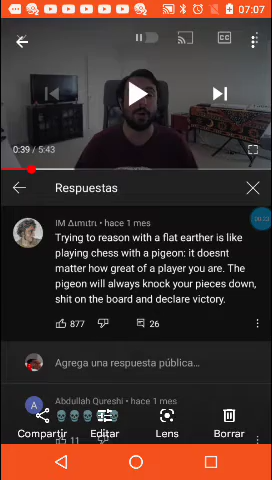 07:07
CC
0:39 / 5:43
Respuestas
IM Διmιτrι • hace 1 mes
Trying to reason with a flat earther is like
playing chess with a pigeon: it doesnt
matter how great of a player you are. The
pigeon will always knock your pieces down,
shit on the board and declare victory.
877 26
Agrega una respuesta pública...
A
Abdullah Qureshi • hace 1 mes
💀💀💀💀💀
11
Compartir Editar Lens Borrar